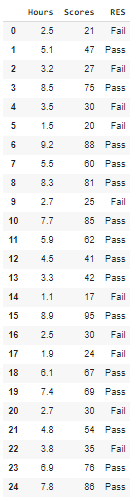 Hours Scores RES
0 2.5 21 Fail
1 5.1 47 Pass
2 3.2 27 Fail
3 8.5 75 Pass
4 3.5 30 Fail
5 1.5 20 Fail
6 9.2 88 Pass
7 5.5 60 Pass
8 8.3 81 Pass
9 2.7 25 Fail
10 7.7 85 Pass
11 5.9 62 Pass
12 4.5 41 Pass
13 3.3 42 Pass
14 1.1 17 Fail
15 8.9 95 Pass
16 2.5 30 Fail
17 1.9 24 Fail
18 6.1 67 Pass
19 7.4 69 Pass
20 2.7 30 Fail
21 4.8 54 Pass
22 3.8 35 Fail
23 6.9 76 Pass
24 7.8 86 Pass